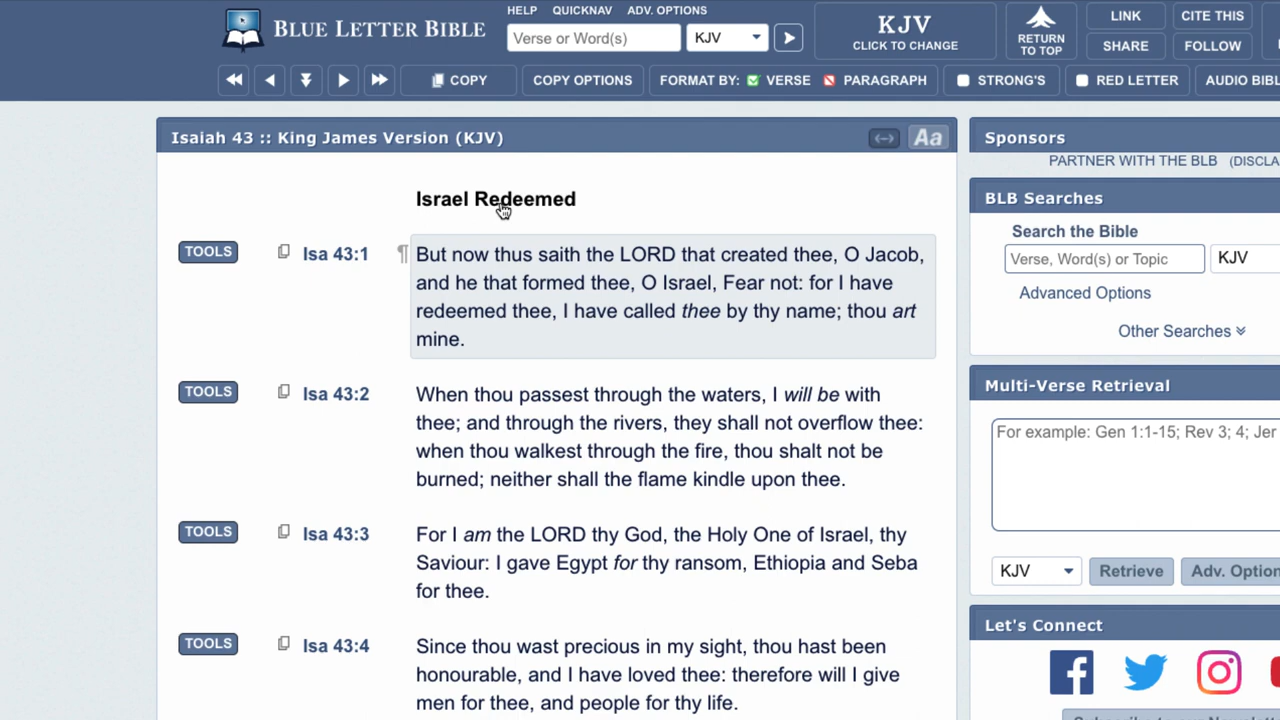 BLUE LETTER BIBLE
HELP QUICKNAV ADV. OPTIONS
Verse or Word(s) KJV
KJV
CLICK TO CHANGE
RETURN
TO TOP
LINK CITE THIS
SHARE FOLLOW
COPY COPY OPTIONS FORMAT BY: VERSE PARAGRAPH STRONG'S RED LETTER AUDIO BIBL
Isaiah 43 :: King James Version (KJV) Aa
Israel Redeemed
TOOLS Isa 43:1 ¶ But now thus saith the LORD that created thee, O Jacob,
and he that formed thee, O Israel, Fear not: for I have
redeemed thee, I have called thee by thy name; thou art
mine.
TOOLS Isa 43:2 When thou passest through the waters, I will be with
thee; and through the rivers, they shall not overflow thee:
when thou walkest through the fire, thou shalt not be
burned; neither shall the flame kindle upon thee.
TOOLS Isa 43:3 For I am the LORD thy God, the Holy One of Israel, thy
Saviour: I gave Egypt for thy ransom, Ethiopia and Seba
for thee.
TOOLS Isa 43:4 Since thou wast precious in my sight, thou hast been
honourable, and I have loved thee: therefore will I give
men for thee, and people for thy life.
Sponsors
PARTNER WITH THE BLB (DISCLA
BLB Searches
Search the Bible
Verse, Word(s) or Topic KJV
Advanced Options
Other Searches
Multi-Verse Retrieval
For example: Gen 1:1-15; Rev 3; 4; Jer
KJV Retrieve Adv. Option
Let's Connect